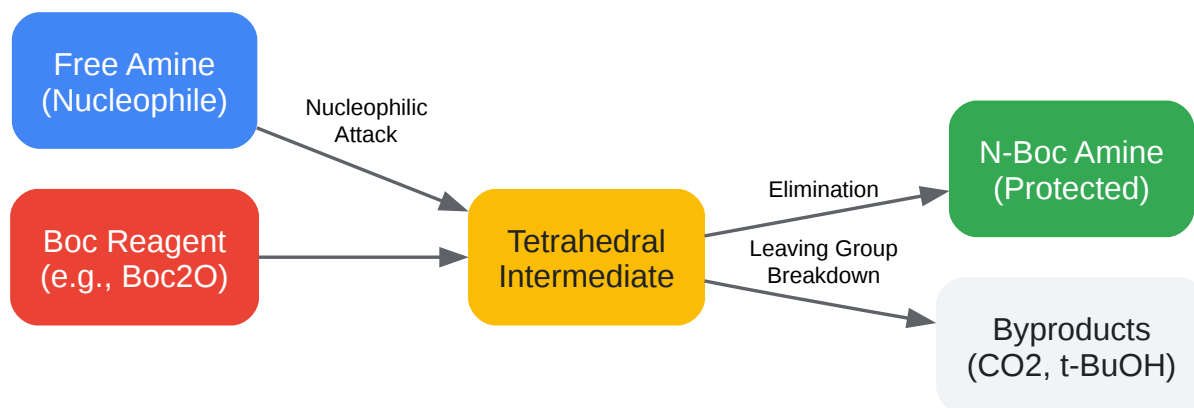 Free Amine
(Nucleophile)
Nucleophilic
Attack
Boc Reagent
(e.g., Boc2O)
Tetrahedral
Intermediate
Elimination
Leaving Group
Breakdown
N-Boc Amine
(Protected)
Byproducts
(CO2, t-BuOH)